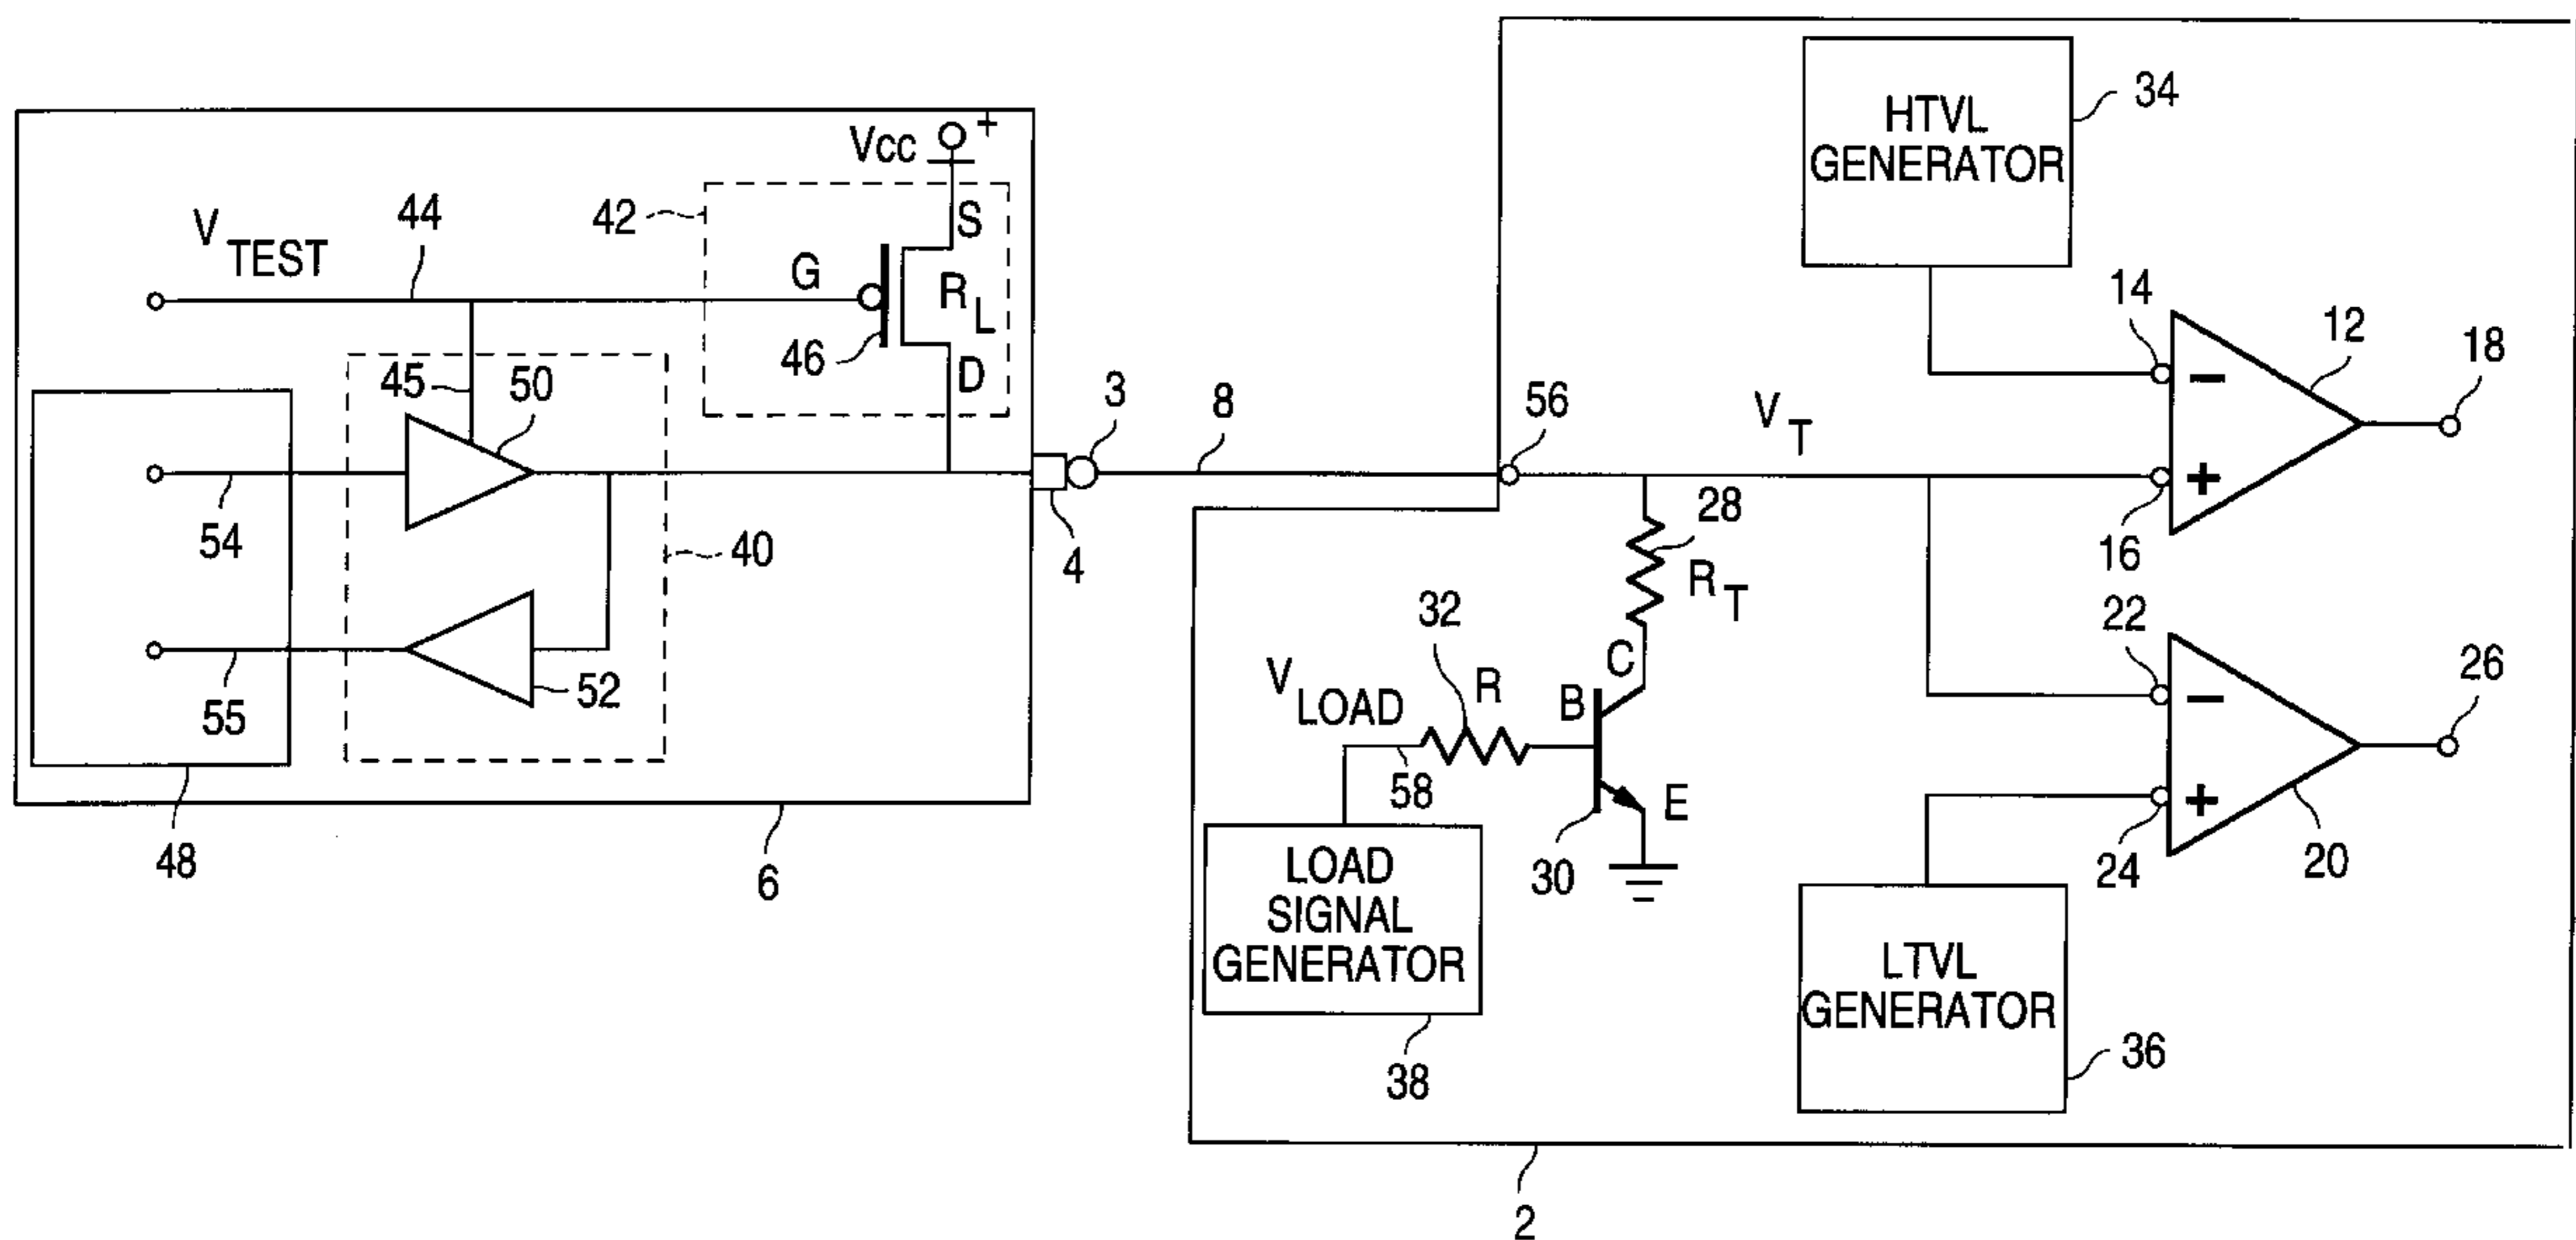 HTVL
GENERATOR
34
+
VCC
42
S
44
V
TEST
G
R
L
46
D
45
50
3
8
56
V
T
14
12
18
-
+
16
54
40
4
28
R
T
32
C
22
26
V
LOAD
R
B
58
E
-
+
24
20
55
52
48
6
30
LOAD
SIGNAL
GENERATOR
38
LTVL
GENERATOR
36
2